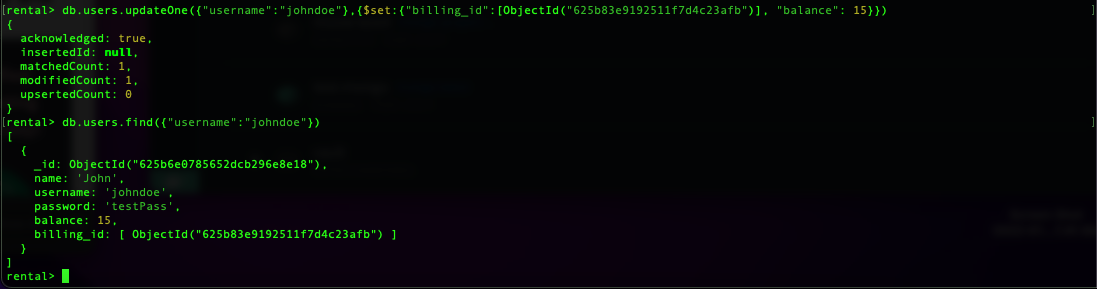 [rental> db.users.updateOne({"username":"johndoe"},{$set:{"billing_id":[ObjectId("625b83e9192511f7d4c23afb")], "balance": 15}}) ]
{
  acknowledged: true,
  insertedId: null,
  matchedCount: 1,
  modifiedCount: 1,
  upsertedCount: 0
}
[rental> db.users.find({"username":"johndoe"}) ]
[
  {
    _id: ObjectId("625b6e0785652dcb296e8e18"),
    name: 'John',
    username: 'johndoe',
    password: 'testPass',
    balance: 15,
    billing_id: [ ObjectId("625b83e9192511f7d4c23afb") ]
  }
]
rental>